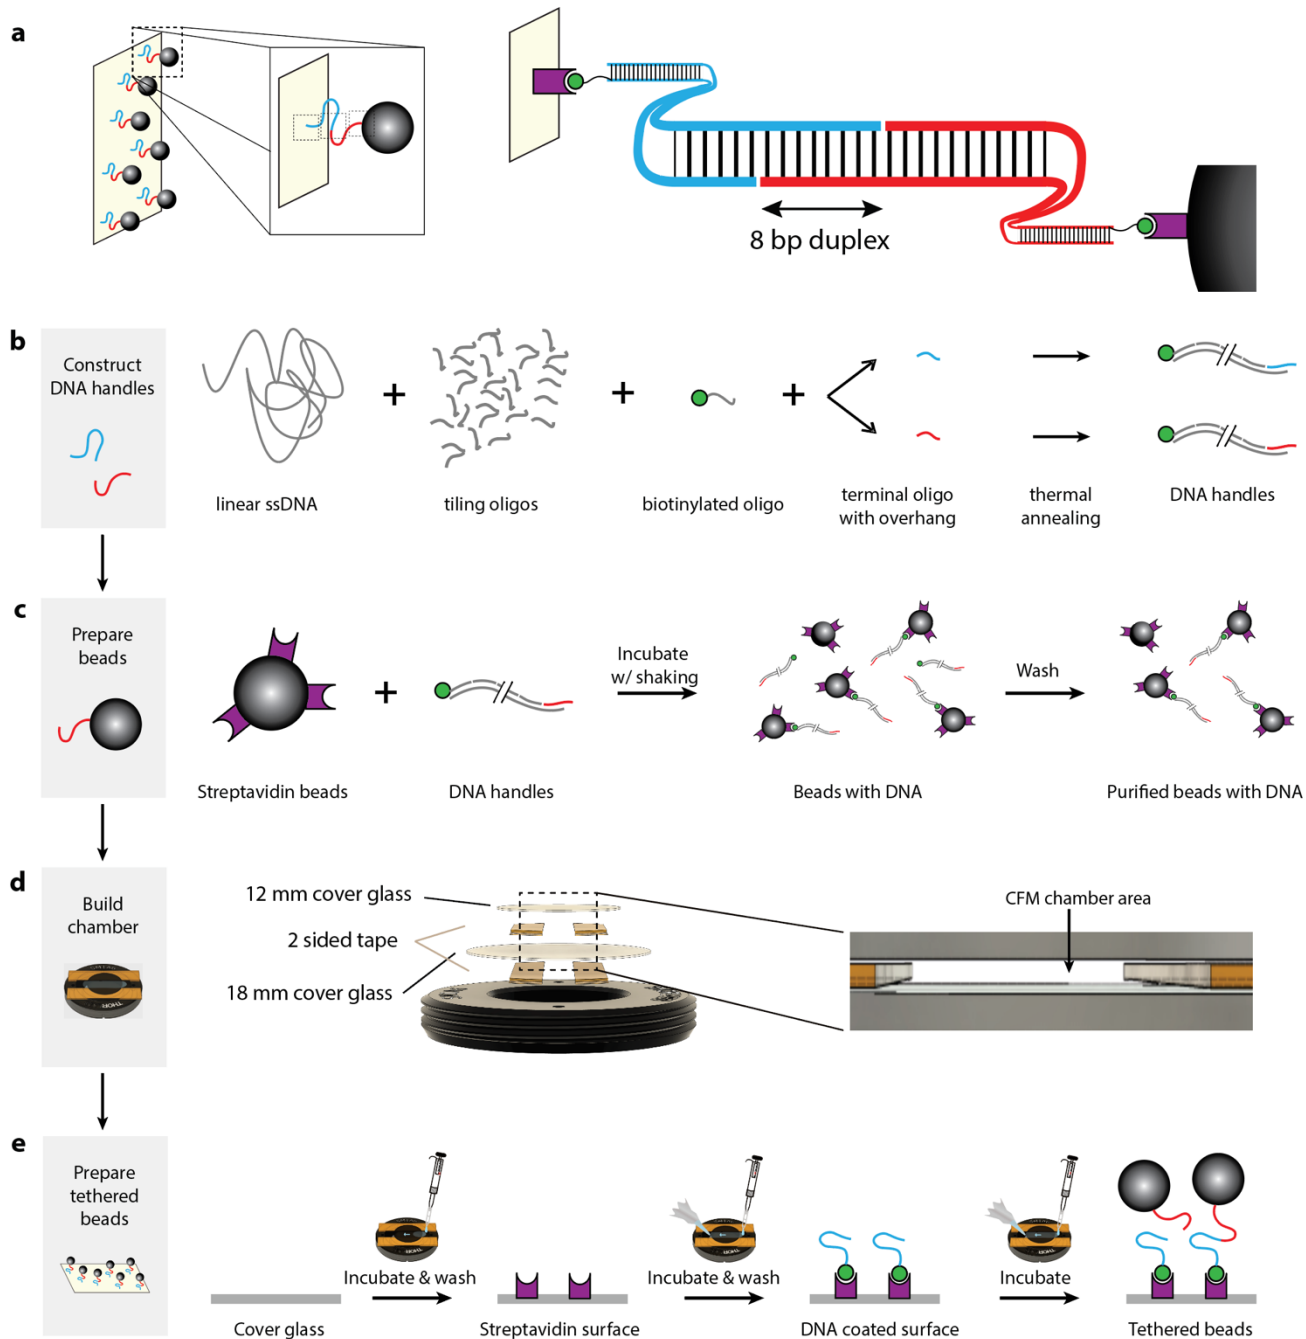 a
8 bp duplex
b
Construct
DNA handles
linear ssDNA
tiling oligos
biotinylated oligo
terminal oligo
with overhang
thermal
annealing
DNA handles
c
Prepare
beads
Incubate
w/ shaking
Wash
Streptavidin beads
DNA handles
Beads with DNA
Purified beads with DNA
d
Build
chamber
12 mm cover glass
2 sided tape
18 mm cover glass
CFM chamber area
e
Prepare
tethered
beads
Incubate & wash
Incubate & wash
Incubate
Cover glass
Streptavidin surface
DNA coated surface
Tethered beads